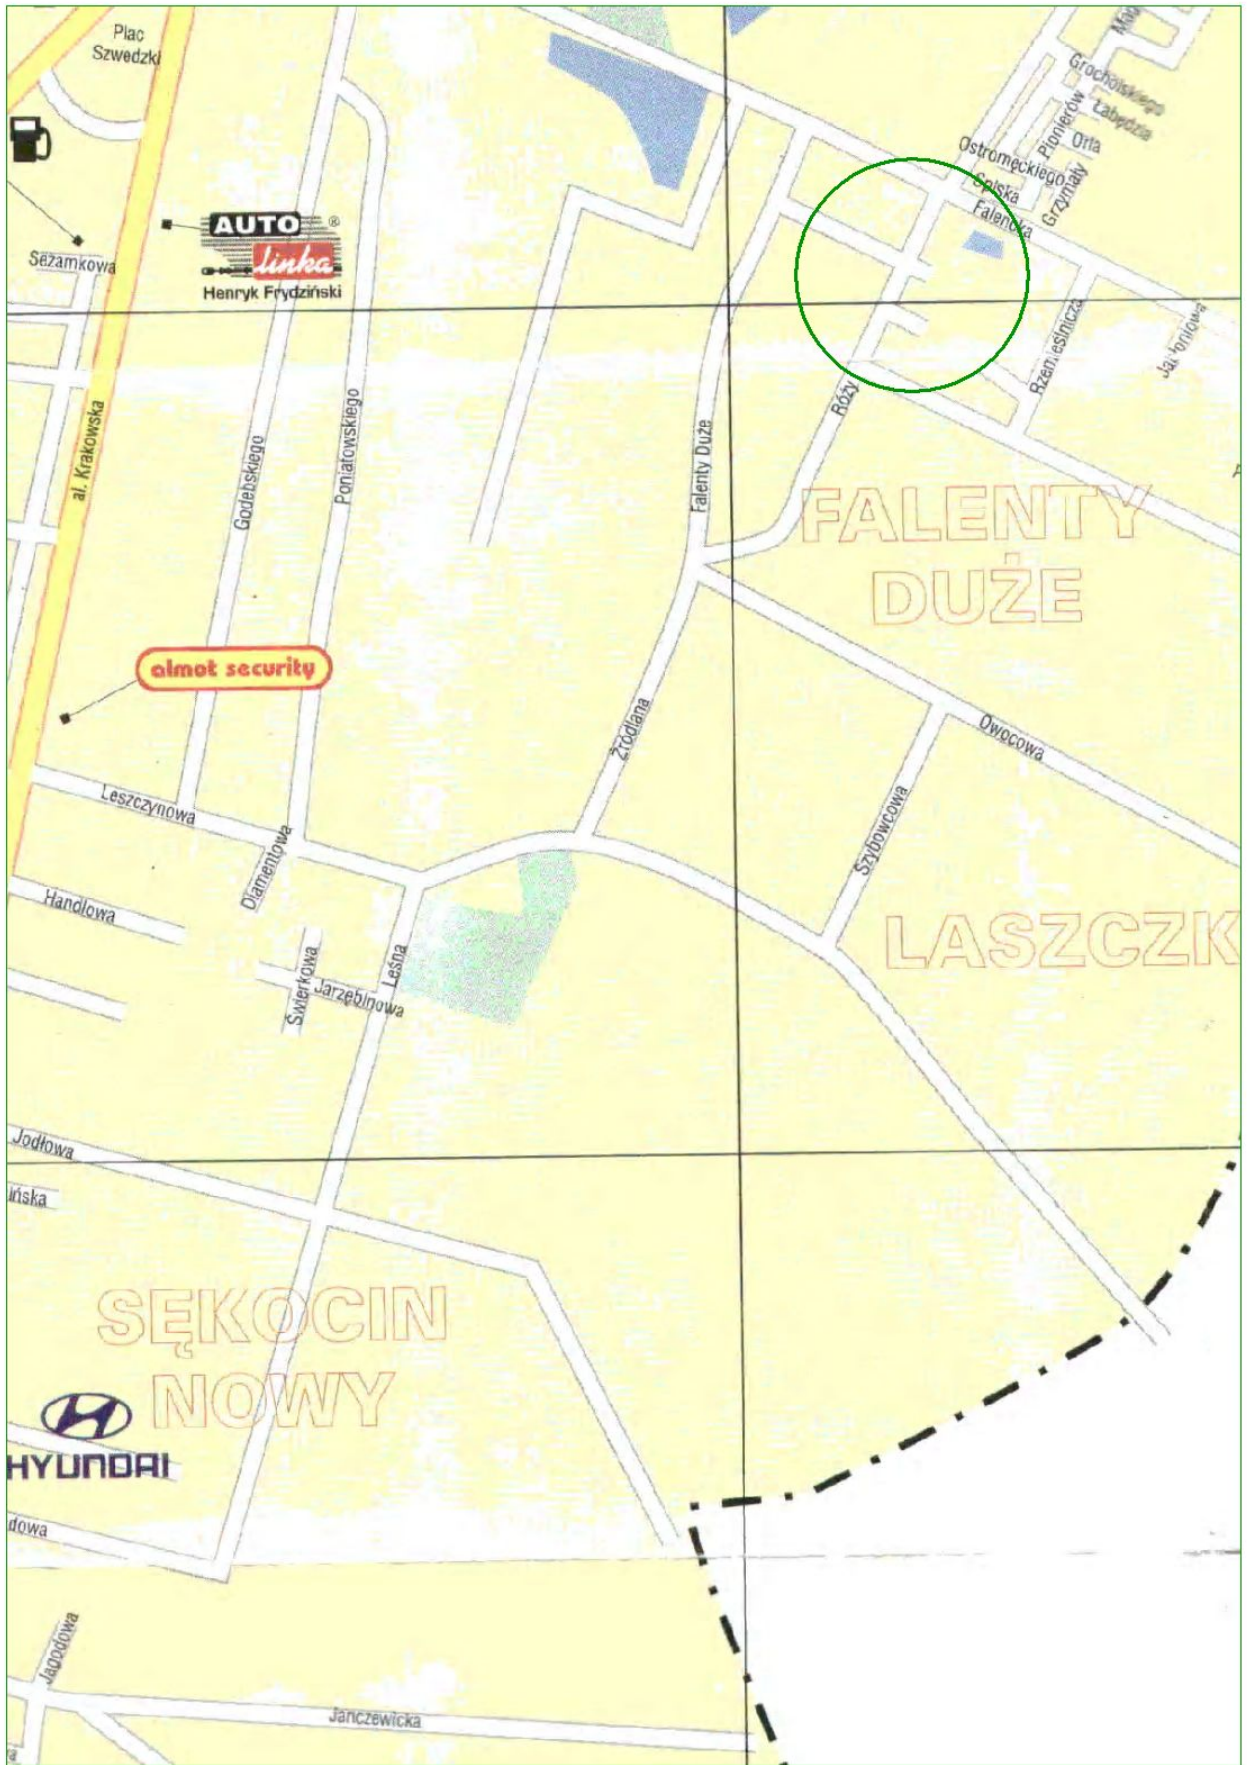 Plac
Szwedzki
Grocholskiego
Łabędzia
Pionierów
Orła
Ostromęckiego
Spiska
Grzymały
Falencka
AUTO ®
linka
Henryk Frydziński
Sezamkowa
Rzemieślnicza
Róży
al. Krakowska
Godebskiego
Poniatowskiego
Falenty Duże
FALENTY
DUŻE
almot security
Źródlana
Owocowa
Leszczynowa
Szybowcowa
Diamentowa
Handlowa
LASZCZK
Leśna
Świerkowa
Jarzębinowa
Jodłowa
ińska
SĘKOCIN
NOWY
HYUNDAI
dowa
Jagodowa
Janczewicka